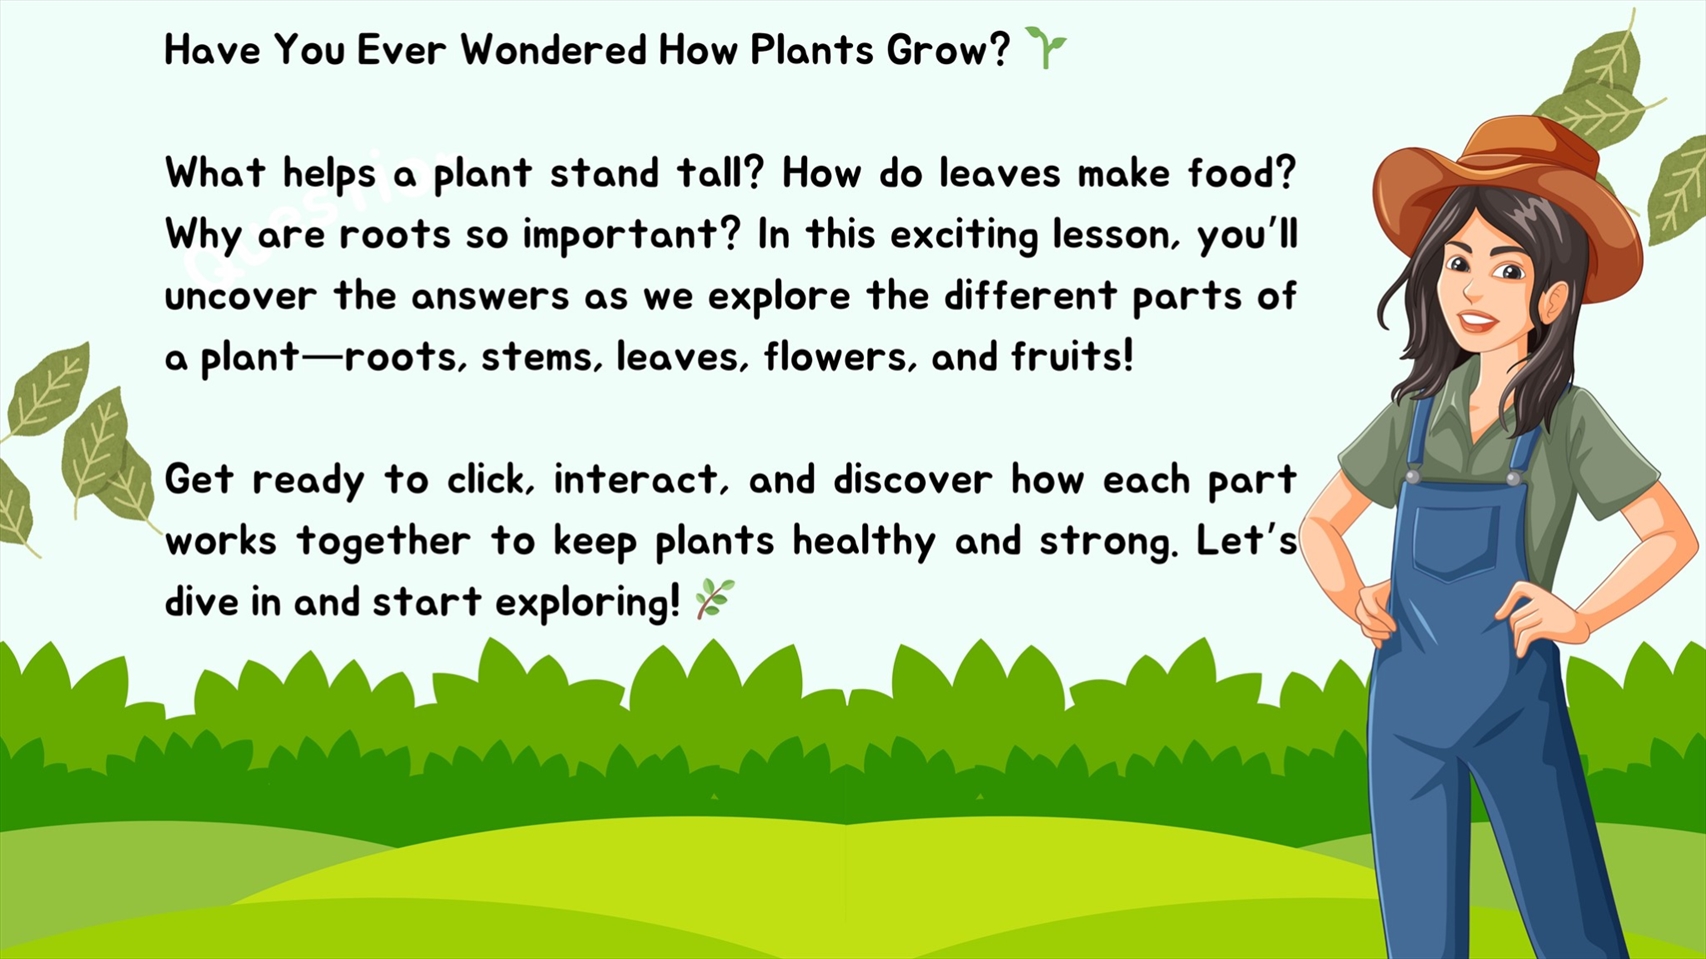 Have You Ever Wondered How Plants Grow? 🌱
What helps a plant stand tall? How do leaves make food?
Why are roots so important? In this exciting lesson, you'll
uncover the answers as we explore the different parts of
a plant—roots, stems, leaves, flowers, and fruits!
Get ready to click, interact, and discover how each part
works together to keep plants healthy and strong. Let's
dive in and start exploring! 🌿
Question